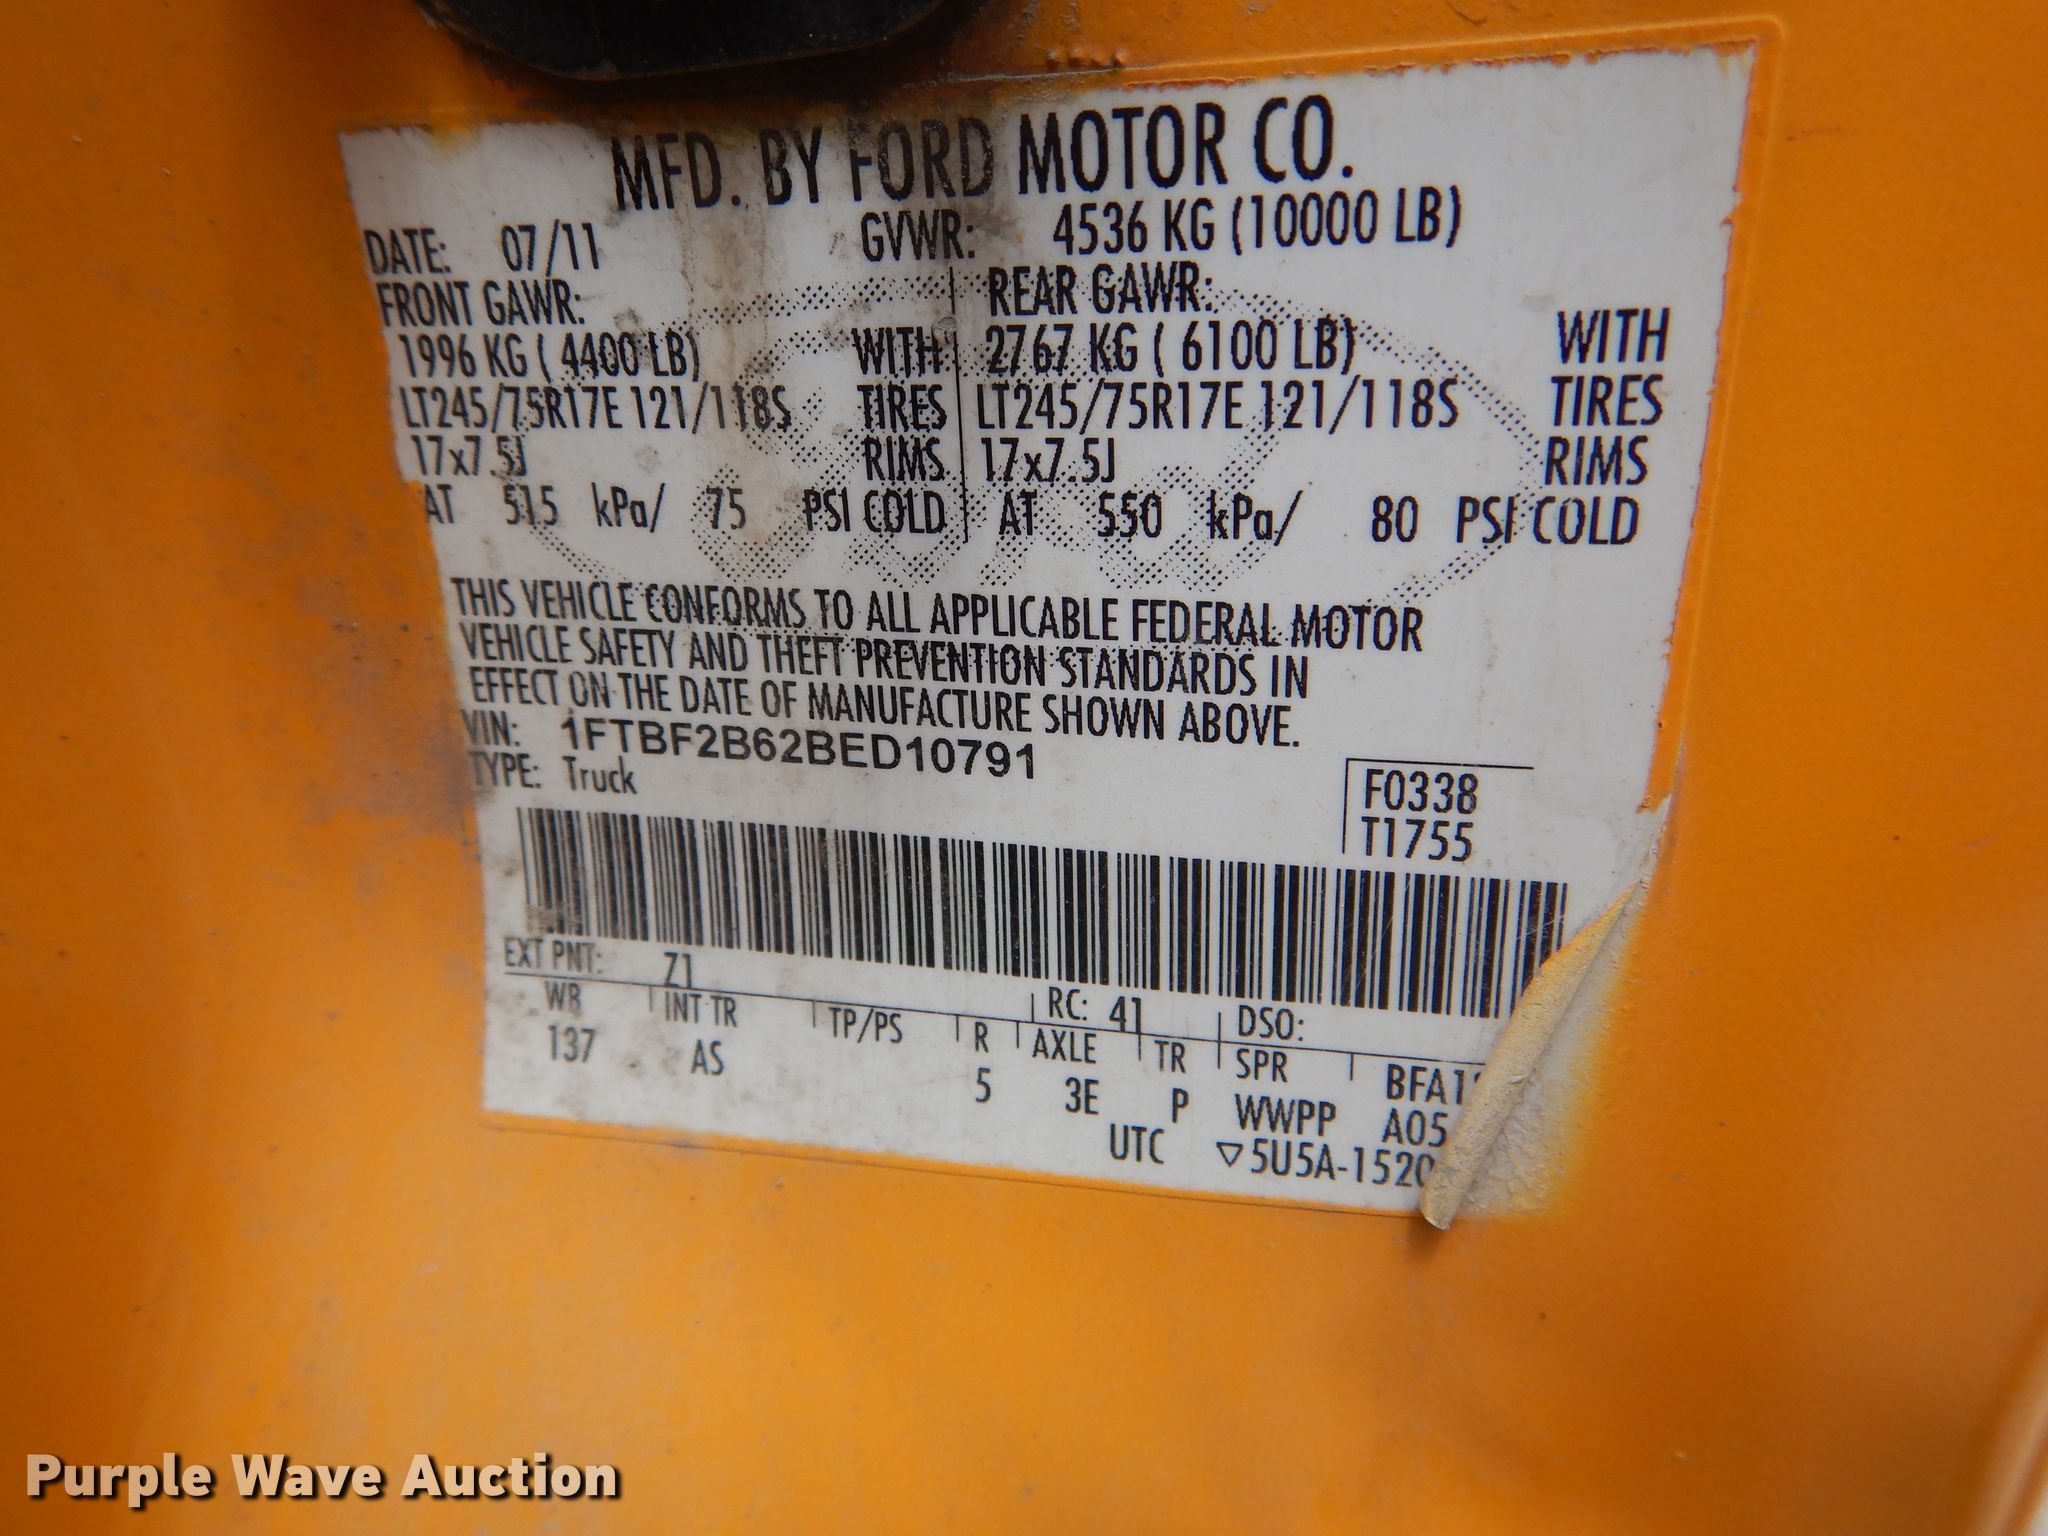 MFD. BY FORD MOTOR CO.
DATE: 07/11 GVWR: 4536 KG (10000 LB)
FRONT GAWR: REAR GAWR:
1996 KG ( 4400 LB) WITH 2767 KG ( 6100 LB) WITH
LT245/75R17E 121/118S TIRES LT245/75R17E 121/118S TIRES
17x7.5J RIMS 17x7.5J RIMS
AT 515 kPa/ 75 PSI COLD AT 550 kPa/ 80 PSI COLD
THIS VEHICLE CONFORMS TO ALL APPLICABLE FEDERAL MOTOR
VEHICLE SAFETY AND THEFT PREVENTION STANDARDS IN
EFFECT ON THE DATE OF MANUFACTURE SHOWN ABOVE.
VIN: 1FTBF2B62BED10791
TYPE: Truck
F0338
T1755
EXT PNT: Z1 RC: 41 DSO:
WB INT TR TP/PS R AXLE TR SPR BFA1
137 AS 5 3E P WWPP A05
UTC ▽5U5A-1520
Purple Wave Auction